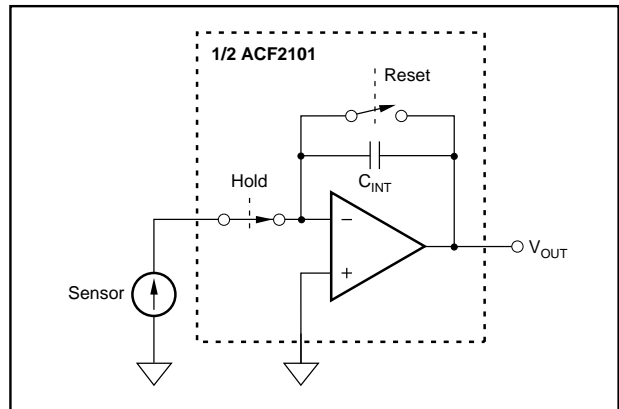 1/2 ACF2101
Reset
Hold
C_INT
−
+
V_OUT
Sensor